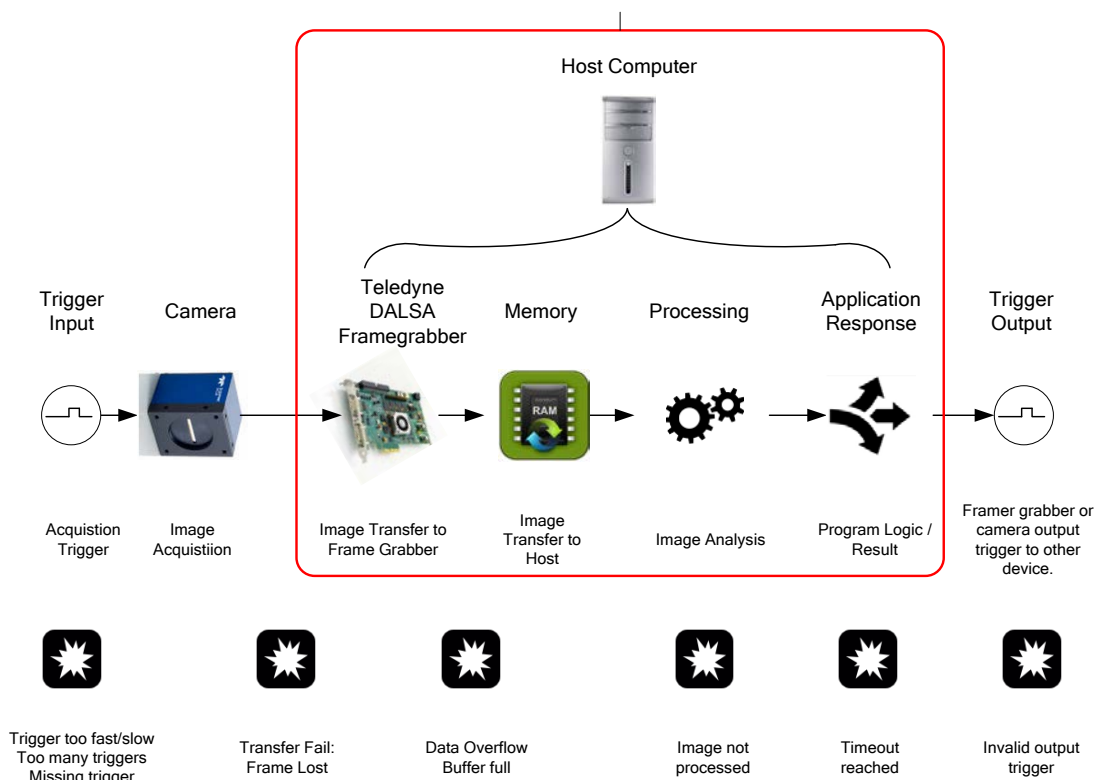 Host Computer
Trigger
Input
Camera
Teledyne
DALSA
Framegrabber
Memory
Processing
Application
Response
Trigger
Output
RAM
Acquistion
Trigger
Image
Acquistiion
Image Transfer to
Frame Grabber
Image
Transfer to
Host
Image Analysis
Program Logic /
Result
Framer grabber or
camera output
trigger to other
device.
Trigger too fast/slow
Too many triggers
Missing trigger
Transfer Fail:
Frame Lost
Data Overflow
Buffer full
Image not
processed
Timeout
reached
Invalid output
trigger